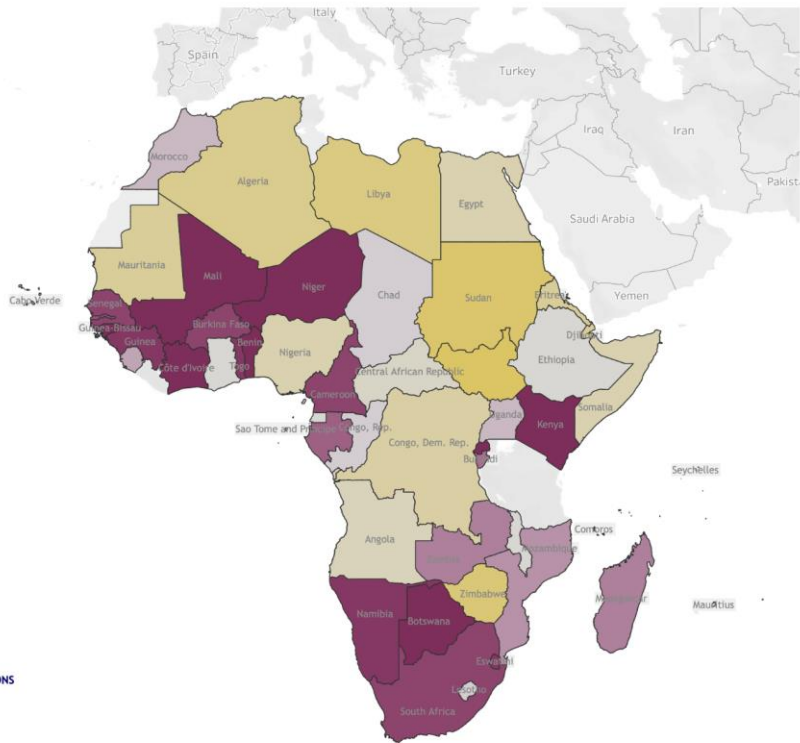 Italy
Spain
Turkey
Iraq
Iran
Pakist
Morocco
Algeria
Libya
Egypt
Saudi Arabia
Mauritania
Mali
Niger
Chad
Sudan
Eritrea
Yemen
Cabo Verde
Senegal
Guinea-Bissau
Guinea
Burkina Faso
Benin
Côte d'Ivoire
Togo
Nigeria
Djibouti
Ethiopia
Central African Republic
Cameroon
Somalia
Sao Tome and Principe
Congo, Rep.
Congo, Dem. Rep.
Uganda
Kenya
Burundi
Seychelles
Angola
Comoros
Zambia
Mozambique
Zimbabwe
Madagascar
Mauritius
Namibia
Botswana
Eswatini
Lesotho
South Africa
ONS